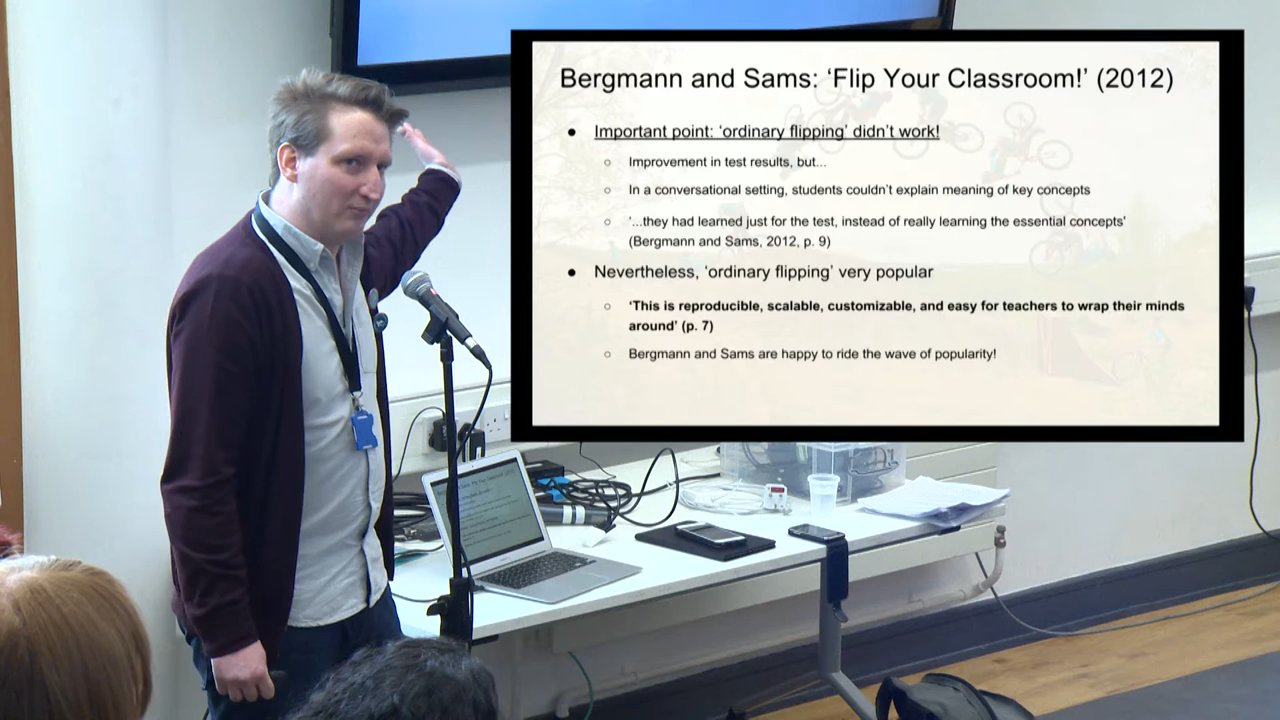 Bergmann and Sams: ‘Flip Your Classroom!’ (2012)
● Important point: ‘ordinary flipping’ didn’t work!
○ Improvement in test results, but...
○ In a conversational setting, students couldn’t explain meaning of key concepts
○ ‘...they had learned just for the test, instead of really learning the essential concepts’
(Bergmann and Sams, 2012, p. 9)
● Nevertheless, ‘ordinary flipping’ very popular
○ ‘This is reproducible, scalable, customizable, and easy for teachers to wrap their minds
around’ (p. 7)
○ Bergmann and Sams are happy to ride the wave of popularity!